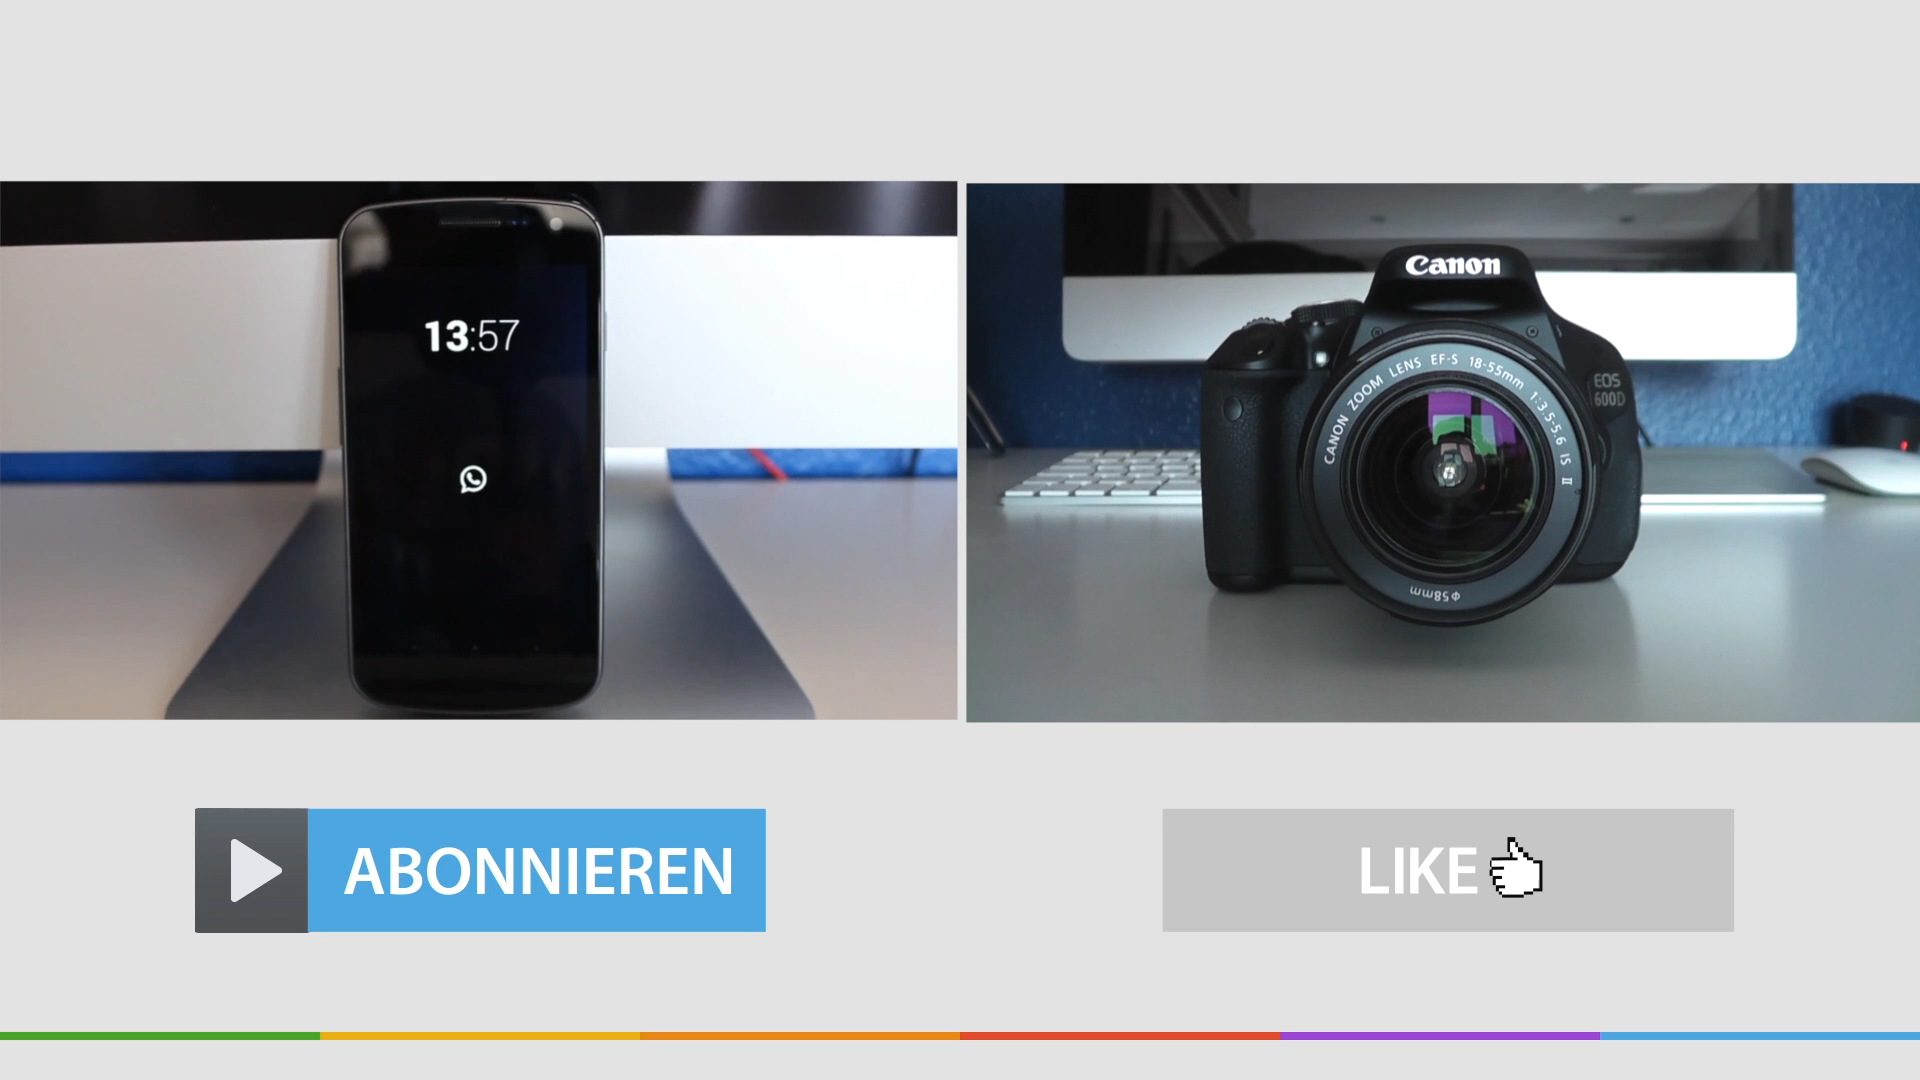 13:57
Canon
EOS
600D
CANON ZOOM LENS EF-S 18-55mm 1:3.5-5.6 IS II
φ58mm
ABONNIEREN
LIKE